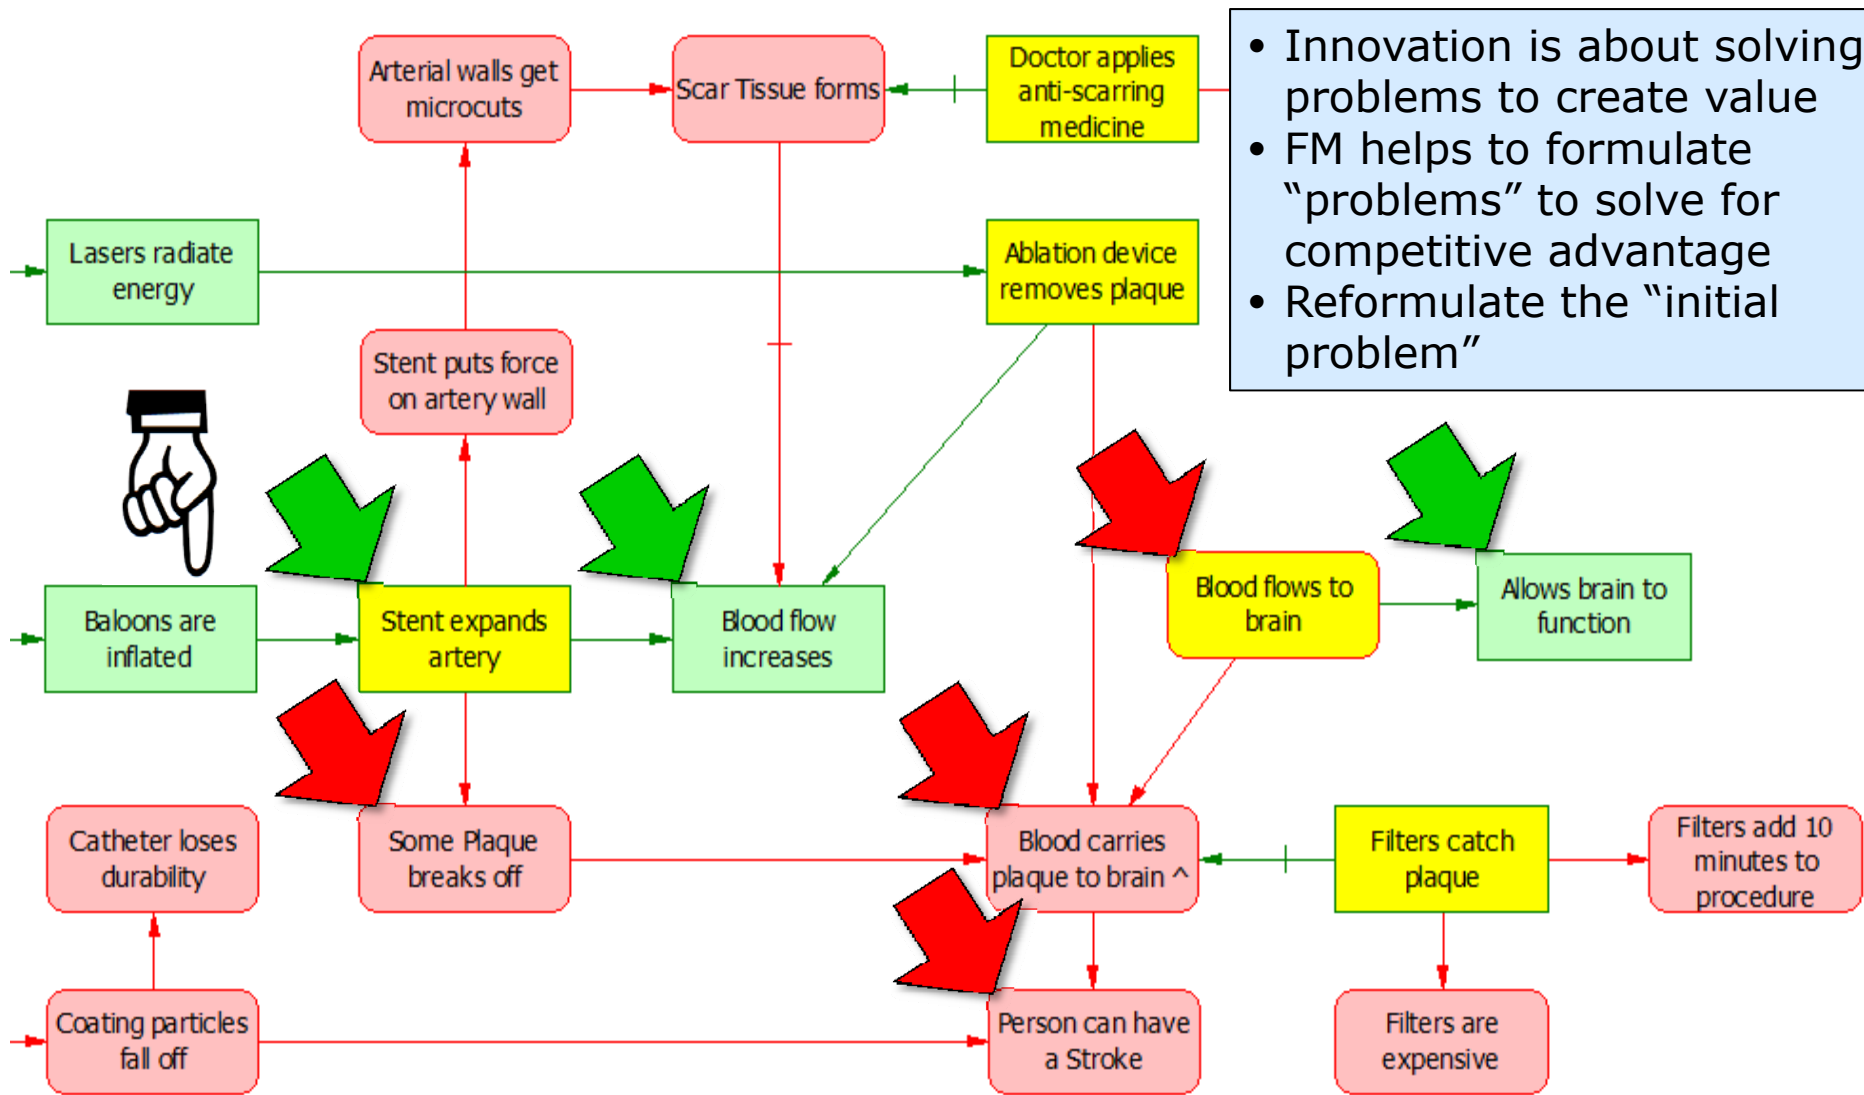 • Innovation is about solving
problems to create value
• FM helps to formulate
“problems” to solve for
competitive advantage
• Reformulate the “initial
problem”
Arterial walls get
microcuts
Scar Tissue forms
Doctor applies
anti-scarring
medicine
Lasers radiate
energy
Ablation device
removes plaque
Stent puts force
on artery wall
Baloons are
inflated
Stent expands
artery
Blood flow
increases
Blood flows to
brain
Allows brain to
function
Catheter loses
durability
Some Plaque
breaks off
Blood carries
plaque to brain ^
Filters catch
plaque
Filters add 10
minutes to
procedure
Coating particles
fall off
Person can have
a Stroke
Filters are
expensive